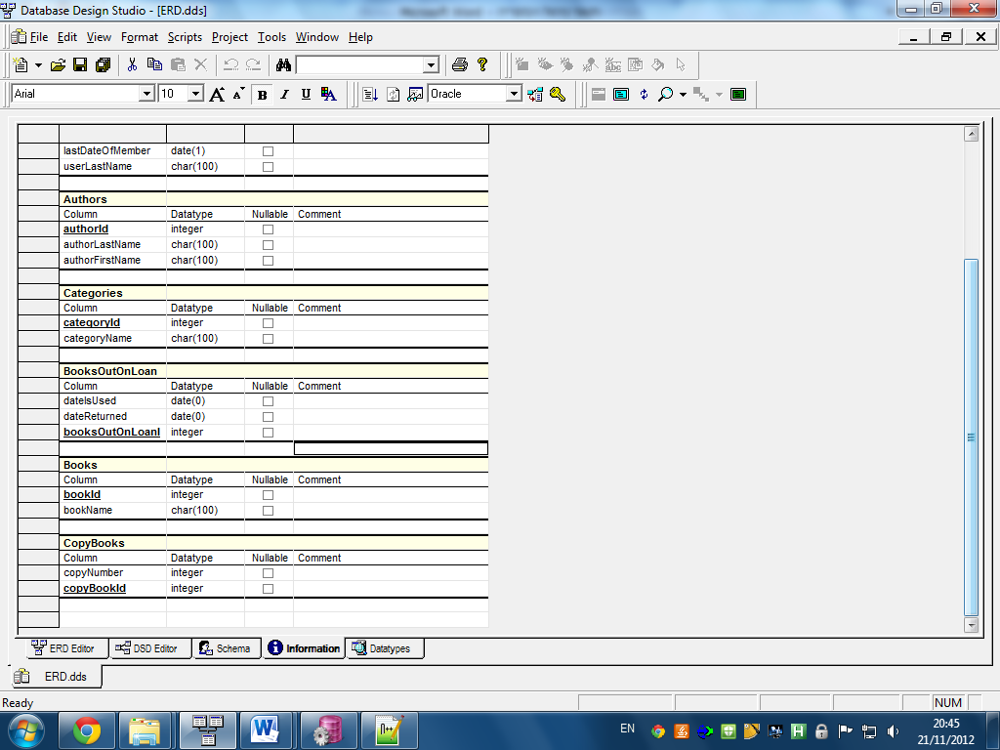 Database Design Studio - [ERD.dds]
File Edit View Format Scripts Project Tools Window Help
Arial 10 A A B I U A Oracle
lastDateOfMember date(1)
userLastName char(100)
Authors
Column Datatype Nullable Comment
authorId integer
authorLastName char(100)
authorFirstName char(100)
Categories
Column Datatype Nullable Comment
categoryId integer
categoryName char(100)
BooksOutOnLoan
Column Datatype Nullable Comment
dateIsUsed date(0)
dateReturned date(0)
booksOutOnLoanI integer
Books
Column Datatype Nullable Comment
bookId integer
bookName char(100)
CopyBooks
Column Datatype Nullable Comment
copyNumber integer
copyBookId integer
ERD Editor DSD Editor Schema Information Datatypes
ERD.dds
Ready NUM
EN 20:45
21/11/2012